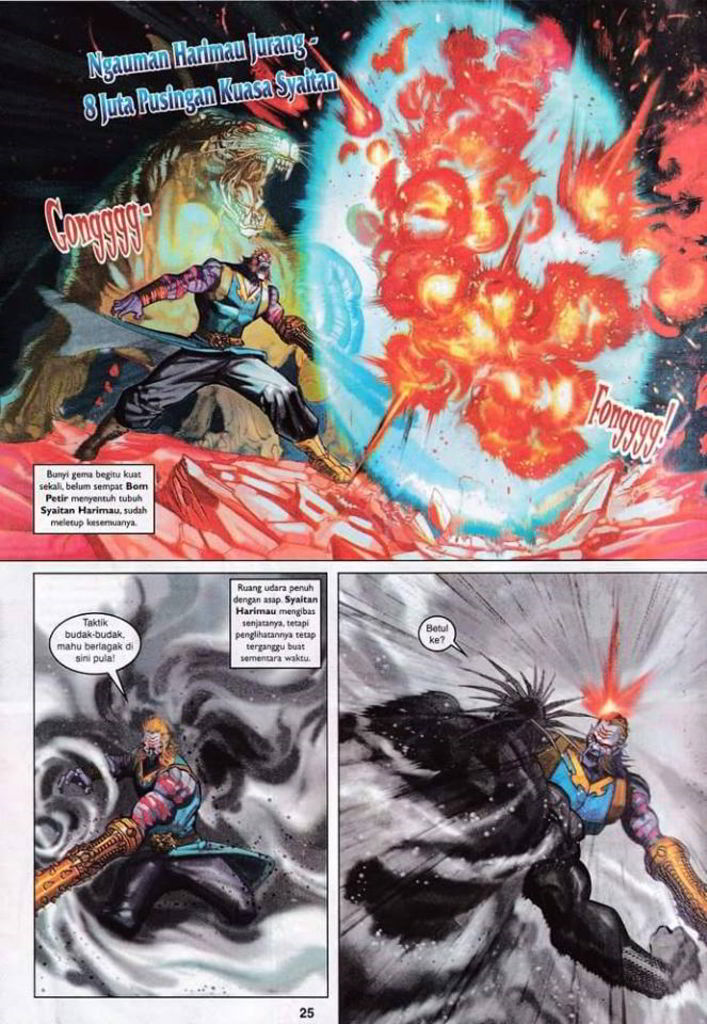 Ngauman Harimau Jurang -
8 Juta Pusingan Kuasa Syaitan
Gongggg-
Fongggg!
Bunyi gema begitu kuat
sekali, belum sempat Bom
Petir menyentuh tubuh
Syaitan Harimau, sudah
meletup kesemuanya.
Taktik
budak-budak,
mahu berlagak di
sini pula!
Ruang udara penuh
dengan asap. Syaitan
Harimau mengibas
senjatanya, tetapi
penglihatannya tetap
terganggu buat
sementara waktu.
Betul
ke?
25